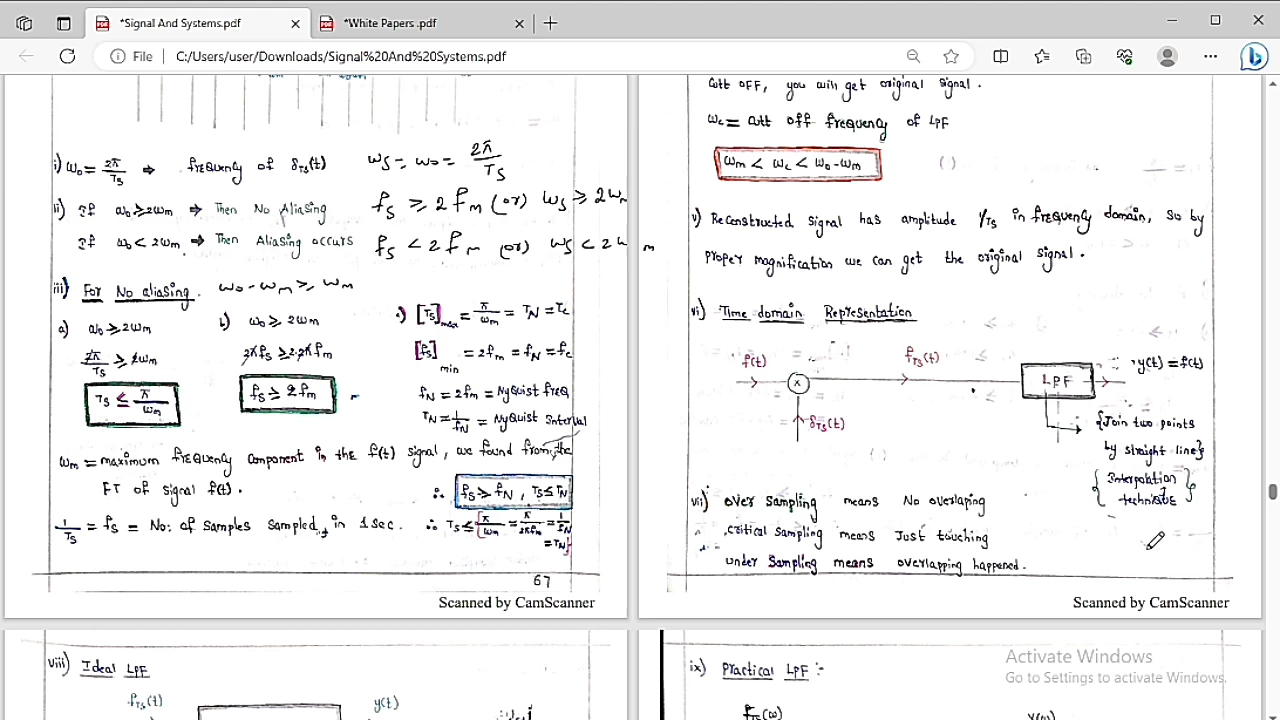 *Signal And Systems.pdf
*White Papers .pdf
File C:/Users/user/Downloads/Signal%20And%20Systems.pdf
i) ω₀ = 2π/Ts ⇒ frequency of δTs(t) ωs = ω₀ = 2π/Ts
ii) If ω₀ ≥ 2ωm ⇒ Then No Aliasing fs ≥ 2fm (or) ωs ≥ 2ωm
If ω₀ < 2ωm ⇒ Then Aliasing occurs fs < 2fm (or) ωs < 2ωm
iii) For No aliasing. ω₀ - ωm ≥ ωm
a) ω₀ ≥ 2ωm b) ω₀ ≥ 2ωm c) [Ts]max = π/ωm = TN = Tc
2π/Ts ≥ 2ωm 2πfs ≥ 2·2πfm [fs]min = 2fm = fN = fc
Ts ≤ π/ωm fs ≥ 2fm fN = 2fm = Nyquist freq
TN = 1/fN = Nyquist Interval
ωm = maximum frequency component in the f(t) signal, we found from the
FT of signal f(t). ∴ fs ≥ fN, Ts ≤ TN
1/Ts = fs = No: of samples sampled in 1 sec. ∴ Ts ≤ [π/ωm = π/2πfm = 1/fN
= TN]
67
Scanned by CamScanner
viii) Ideal LPF
fTs(t) y(t)
cutt OFF, you will get original signal.
ωc = cutt off frequency of LPF
ωm < ωc < ω₀-ωm
v) Reconstructed signal has amplitude 1/Ts in frequency domain, so by
proper magnification we can get the original signal.
vi) Time domain Representation
f(t) fTs(t) y(t) = f(t)
x LPF
δTs(t) {Join two points
by straight line}
{Interpolation
technique}
vii) over sampling means No overlaping
critical sampling means Just touching
under sampling means overlapping happened.
Scanned by CamScanner
ix) Practical LPF :-
fTs(ω) Y(ω)
Activate Windows
Go to Settings to activate Windows.